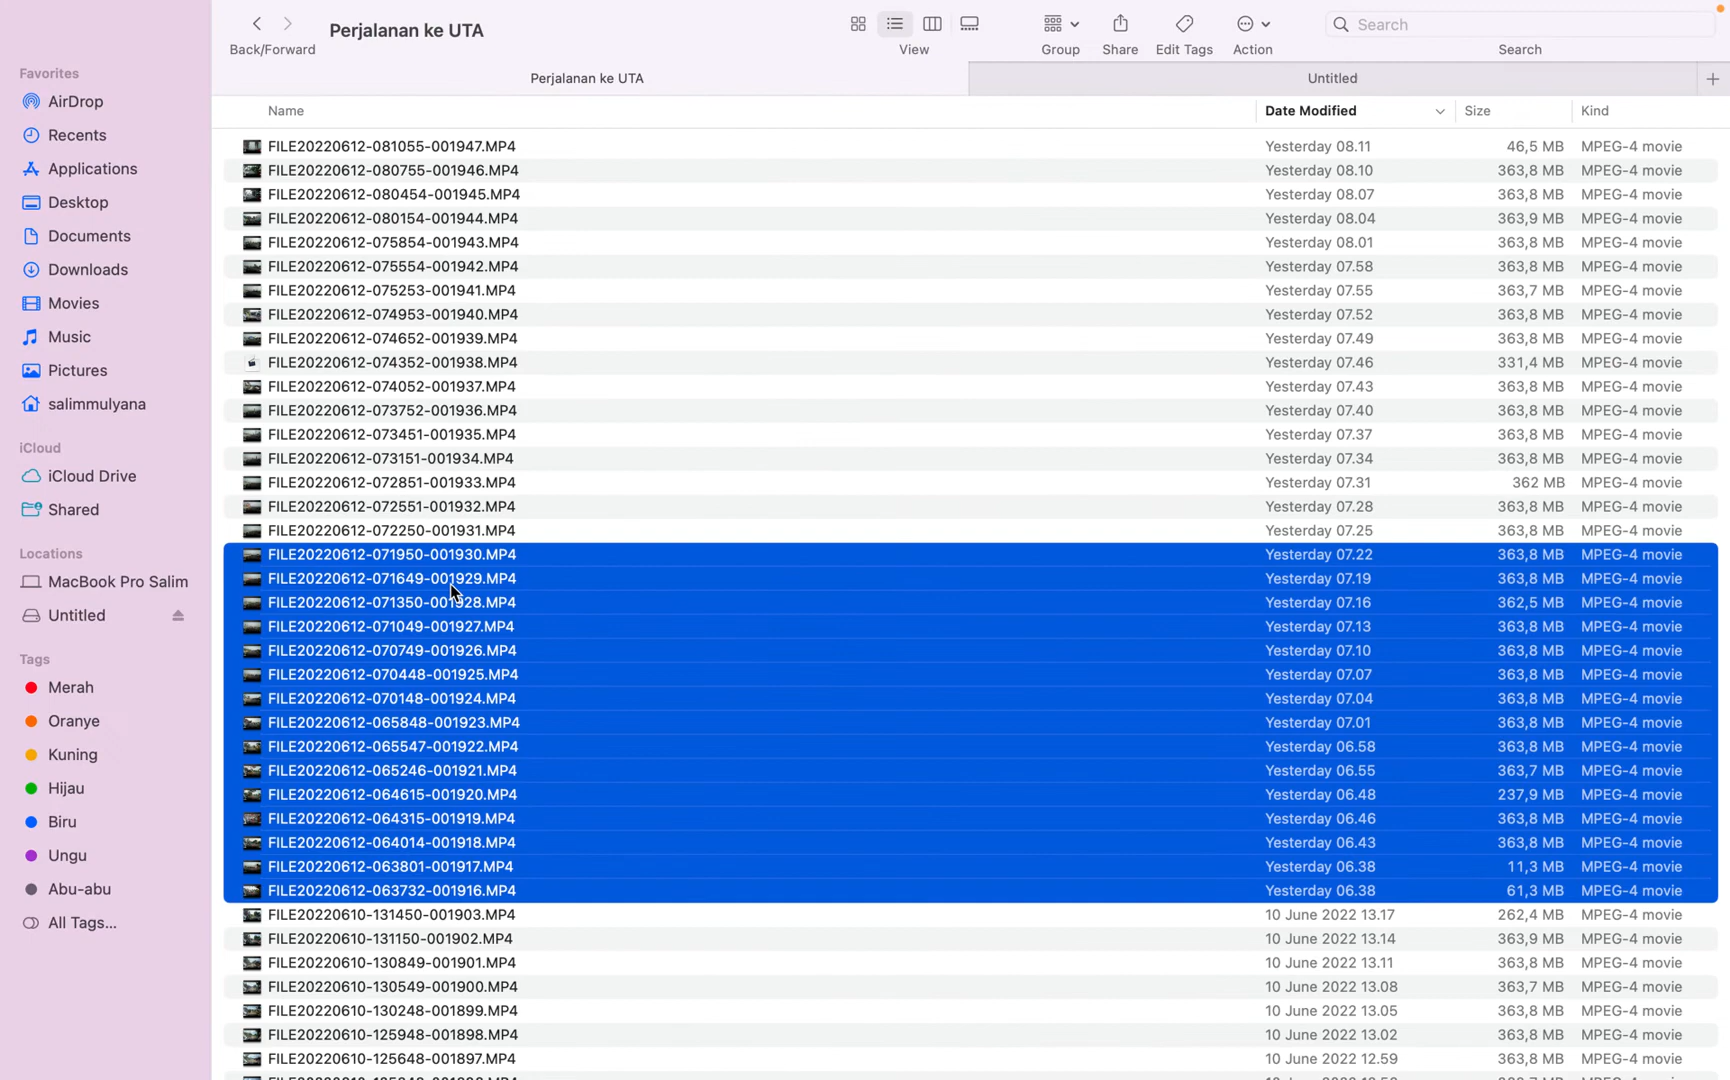 Perjalanan ke UTA
Back/Forward
View
Group
Share
Edit Tags
Action
Search
Search
Perjalanan ke UTA
Untitled
Favorites
AirDrop
Recents
Applications
Desktop
Documents
Downloads
Movies
Music
Pictures
salimmulyana
iCloud
iCloud Drive
Shared
Locations
MacBook Pro Salim
Untitled
Tags
Merah
Oranye
Kuning
Hijau
Biru
Ungu
Abu-abu
All Tags...
Name Date Modified Size Kind
FILE20220612-081055-001947.MP4 Yesterday 08.11 46,5 MB MPEG-4 movie
FILE20220612-080755-001946.MP4 Yesterday 08.10 363,8 MB MPEG-4 movie
FILE20220612-080454-001945.MP4 Yesterday 08.07 363,8 MB MPEG-4 movie
FILE20220612-080154-001944.MP4 Yesterday 08.04 363,9 MB MPEG-4 movie
FILE20220612-075854-001943.MP4 Yesterday 08.01 363,8 MB MPEG-4 movie
FILE20220612-075554-001942.MP4 Yesterday 07.58 363,8 MB MPEG-4 movie
FILE20220612-075253-001941.MP4 Yesterday 07.55 363,7 MB MPEG-4 movie
FILE20220612-074953-001940.MP4 Yesterday 07.52 363,8 MB MPEG-4 movie
FILE20220612-074652-001939.MP4 Yesterday 07.49 363,8 MB MPEG-4 movie
FILE20220612-074352-001938.MP4 Yesterday 07.46 331,4 MB MPEG-4 movie
FILE20220612-074052-001937.MP4 Yesterday 07.43 363,8 MB MPEG-4 movie
FILE20220612-073752-001936.MP4 Yesterday 07.40 363,8 MB MPEG-4 movie
FILE20220612-073451-001935.MP4 Yesterday 07.37 363,8 MB MPEG-4 movie
FILE20220612-073151-001934.MP4 Yesterday 07.34 363,8 MB MPEG-4 movie
FILE20220612-072851-001933.MP4 Yesterday 07.31 362 MB MPEG-4 movie
FILE20220612-072551-001932.MP4 Yesterday 07.28 363,8 MB MPEG-4 movie
FILE20220612-072250-001931.MP4 Yesterday 07.25 363,8 MB MPEG-4 movie
FILE20220612-071950-001930.MP4 Yesterday 07.22 363,8 MB MPEG-4 movie
FILE20220612-071649-001929.MP4 Yesterday 07.19 363,8 MB MPEG-4 movie
FILE20220612-071350-001928.MP4 Yesterday 07.16 362,5 MB MPEG-4 movie
FILE20220612-071049-001927.MP4 Yesterday 07.13 363,8 MB MPEG-4 movie
FILE20220612-070749-001926.MP4 Yesterday 07.10 363,8 MB MPEG-4 movie
FILE20220612-070448-001925.MP4 Yesterday 07.07 363,8 MB MPEG-4 movie
FILE20220612-070148-001924.MP4 Yesterday 07.04 363,8 MB MPEG-4 movie
FILE20220612-065848-001923.MP4 Yesterday 07.01 363,8 MB MPEG-4 movie
FILE20220612-065547-001922.MP4 Yesterday 06.58 363,8 MB MPEG-4 movie
FILE20220612-065246-001921.MP4 Yesterday 06.55 363,7 MB MPEG-4 movie
FILE20220612-064615-001920.MP4 Yesterday 06.48 237,9 MB MPEG-4 movie
FILE20220612-064315-001919.MP4 Yesterday 06.46 363,8 MB MPEG-4 movie
FILE20220612-064014-001918.MP4 Yesterday 06.43 363,8 MB MPEG-4 movie
FILE20220612-063801-001917.MP4 Yesterday 06.38 11,3 MB MPEG-4 movie
FILE20220612-063732-001916.MP4 Yesterday 06.38 61,3 MB MPEG-4 movie
FILE20220610-131450-001903.MP4 10 June 2022 13.17 262,4 MB MPEG-4 movie
FILE20220610-131150-001902.MP4 10 June 2022 13.14 363,9 MB MPEG-4 movie
FILE20220610-130849-001901.MP4 10 June 2022 13.11 363,8 MB MPEG-4 movie
FILE20220610-130549-001900.MP4 10 June 2022 13.08 363,7 MB MPEG-4 movie
FILE20220610-130248-001899.MP4 10 June 2022 13.05 363,8 MB MPEG-4 movie
FILE20220610-125948-001898.MP4 10 June 2022 13.02 363,8 MB MPEG-4 movie
FILE20220610-125648-001897.MP4 10 June 2022 12.59 363,8 MB MPEG-4 movie